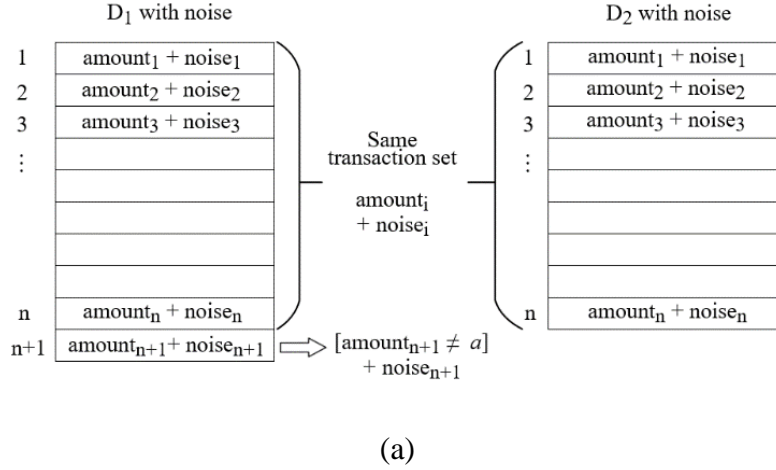 D₁ with noise
D₂ with noise
1 amount₁ + noise₁
2 amount₂ + noise₂
3 amount₃ + noise₃
⋮
n amountₙ + noiseₙ
n+1 amountₙ₊₁+ noiseₙ₊₁
Same
transaction set
amountᵢ
+ noiseᵢ
[amountₙ₊₁ ≠ a]
+ noiseₙ₊₁
1 amount₁ + noise₁
2 amount₂ + noise₂
3 amount₃ + noise₃
⋮
n amountₙ + noiseₙ
(a)